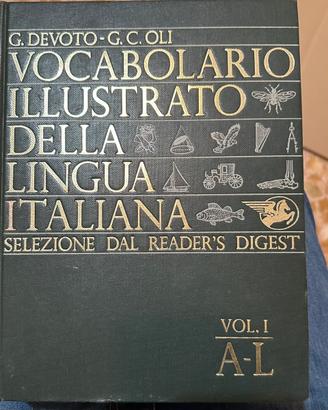 G. DEVOTO-G. C. OLI
VOCABOLARIO
ILLUSTRATO
DELLA
LINGUA
ITALIANA
SELEZIONE DAL READER'S DIGEST
VOL. I
A-L